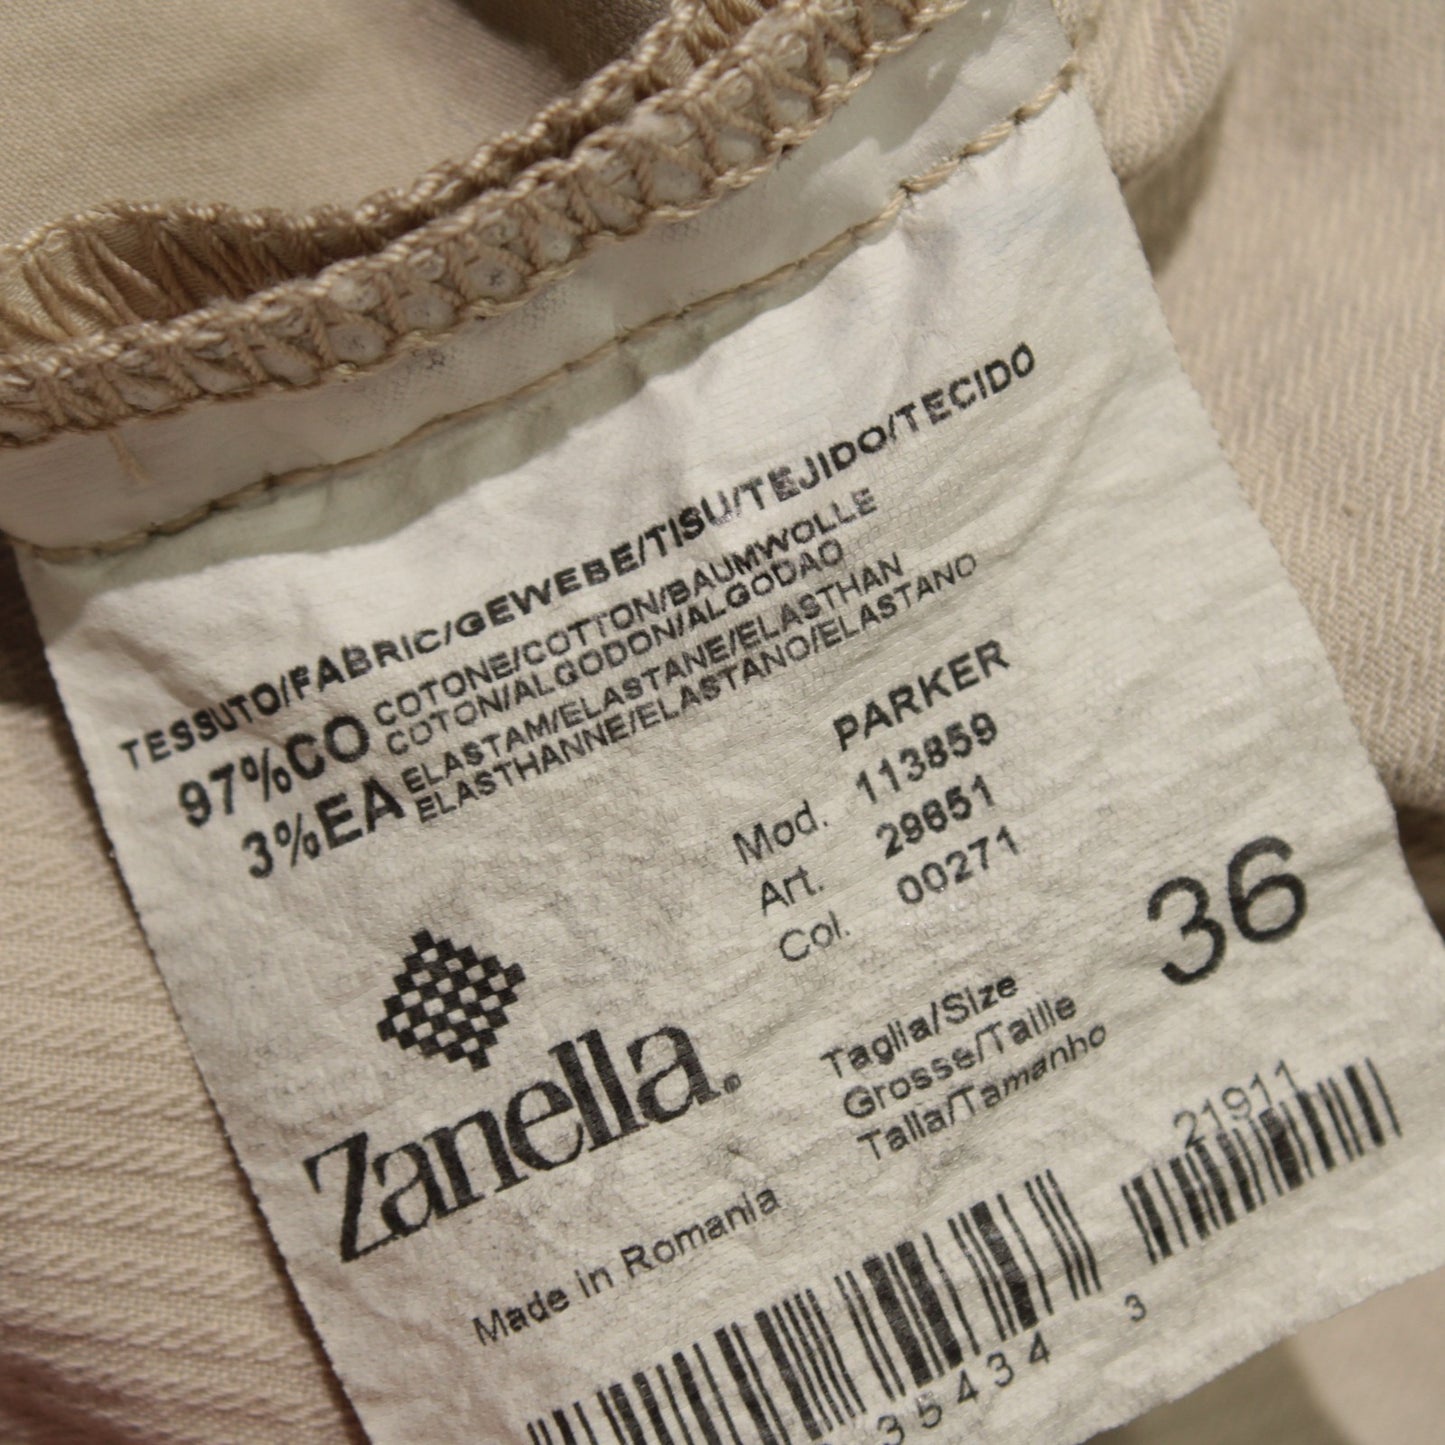 TESSUTO/FABRIC/GEWEBE/TISU/TEJIDO/TECIDO
97%CO COTONE/COTTON/BAUMWOLLE
COTON/ALGODON/ALGODAO
3%EA ELASTAM/ELASTANE/ELASTHAN
ELASTHANNE/ELASTANO/ELASTANO
PARKER
Mod. 113859
Art. 29651
Col. 00271
Zanella®
Taglia/Size
Grosse/Taille
Talla/Tamanho
36
Made in Romania
21911
35434 3